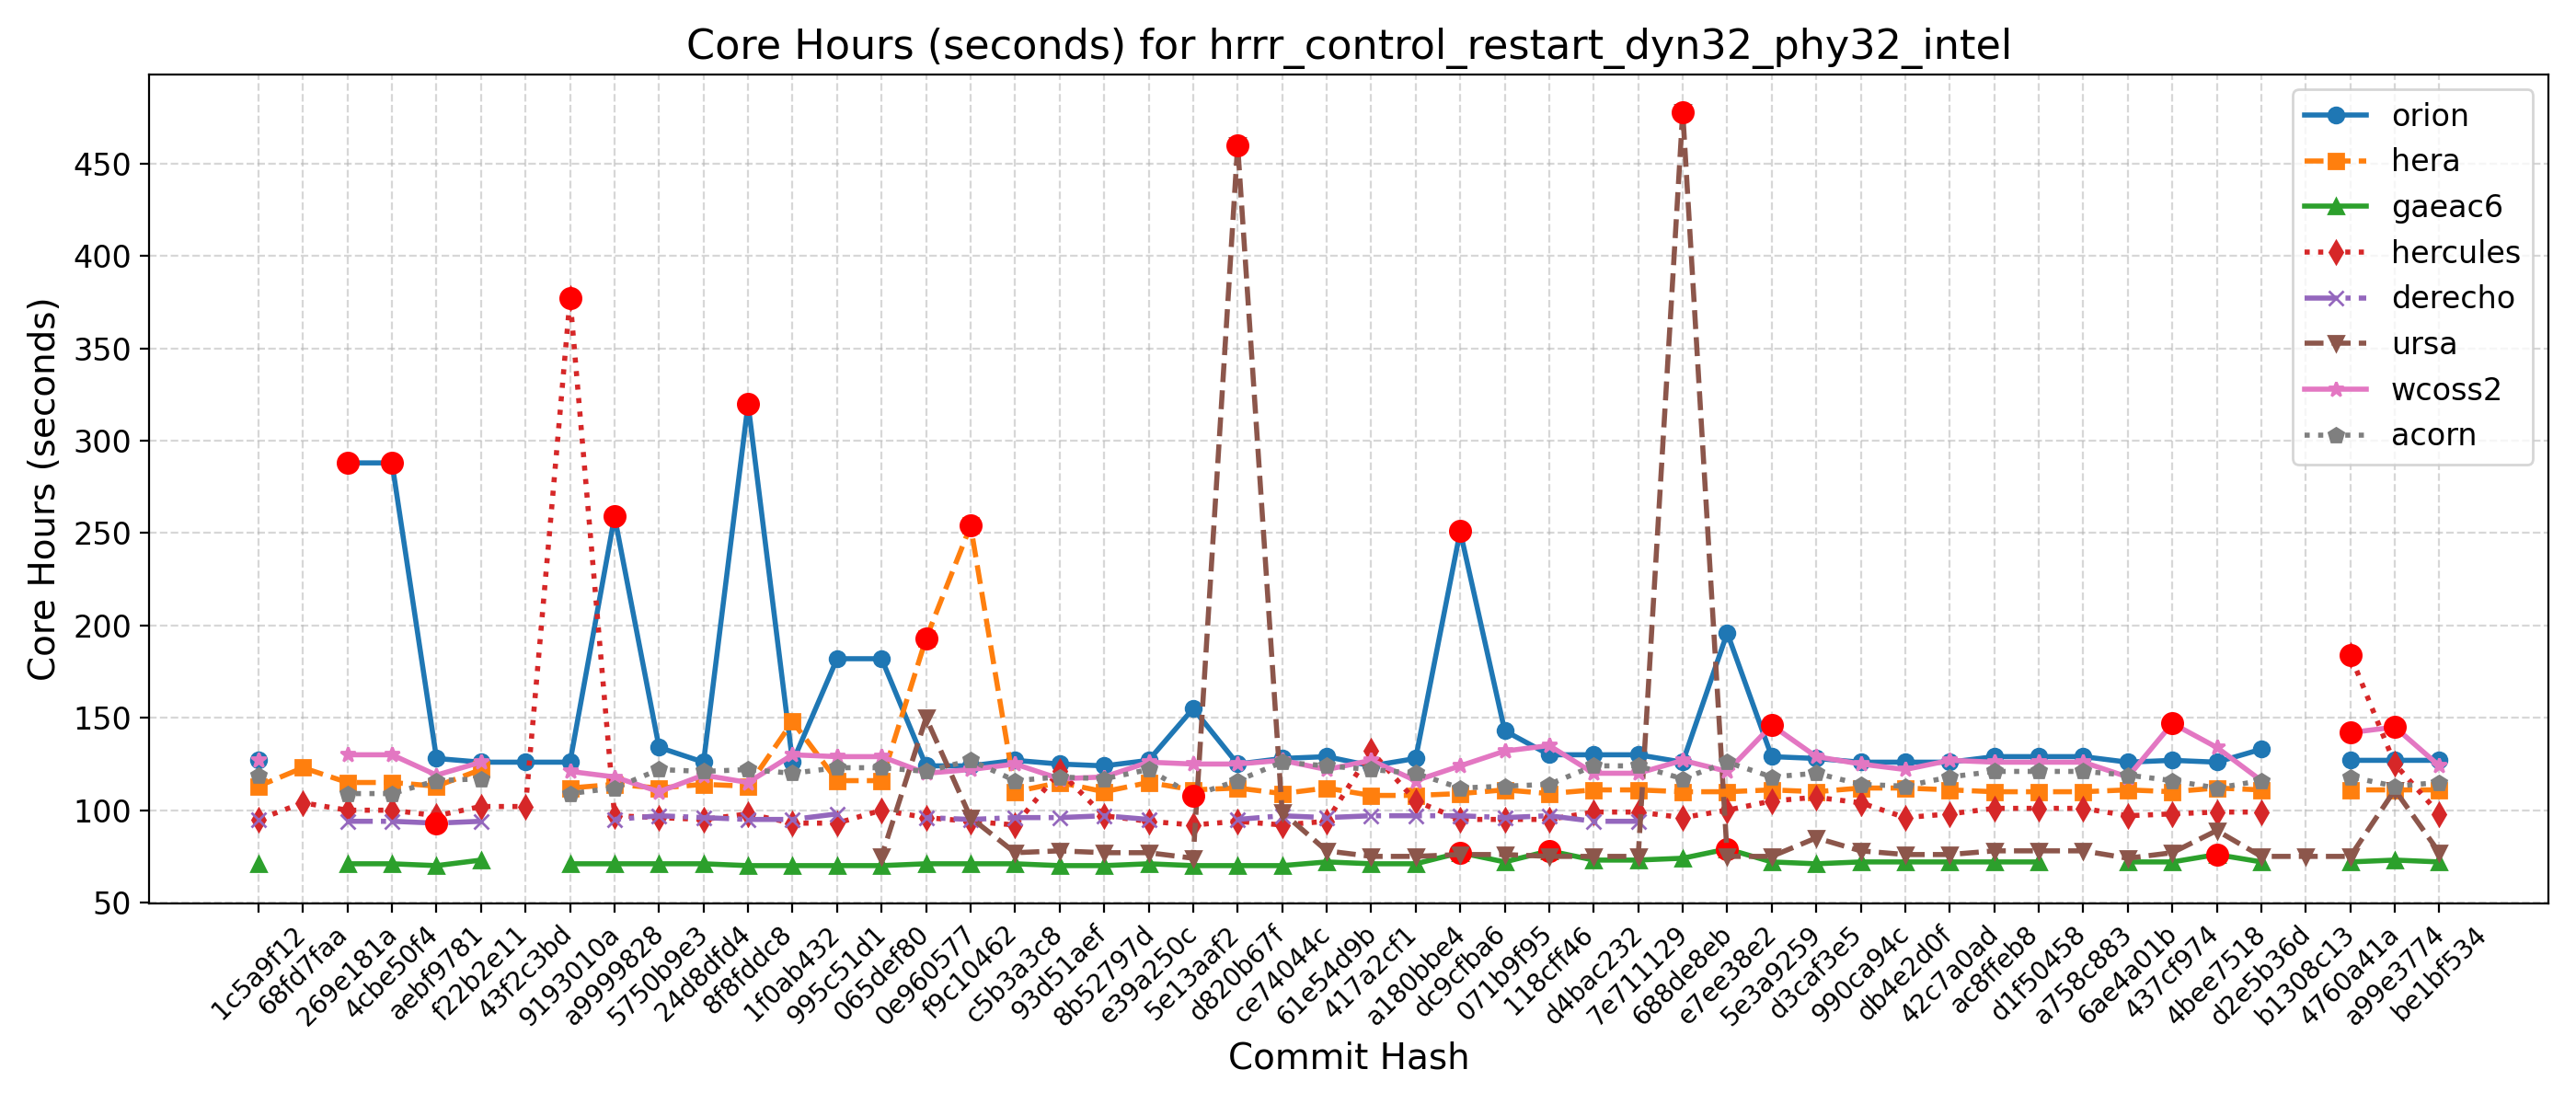 Core Hours (seconds) for hrrr_control_restart_dyn32_phy32_intel
Core Hours (seconds)
450
400
350
300
250
200
150
100
50
orion
hera
gaeac6
hercules
derecho
ursa
wcoss2
acorn
1c5a9f12
68fd7faa
269e181a
4cbe50f4
aebf9781
f22b2e11
43f2c3bd
9193010a
a9999828
5750b9e3
24d8dfd4
8f8fddc8
1f0ab432
995c51d1
065def80
0e960577
f9c10462
c5b3a3c8
93d51aef
8b52797d
e39a250c
5e13aaf2
d820b67f
ce74044c
61e54d9b
417a2cf1
a180bbe4
dc9cfba6
071b9f95
118cff46
d4bac232
7e711129
688de8eb
e7ee38e2
5e3a9259
d3caf3e5
990ca94c
db4e2d0f
42c7a0ad
ac8ffeb8
d1f50458
a758c883
6ae4a01b
437cf974
4bee7518
d2e5b36d
b1308c13
4760a41a
a99e3774
be1bf534
Commit Hash